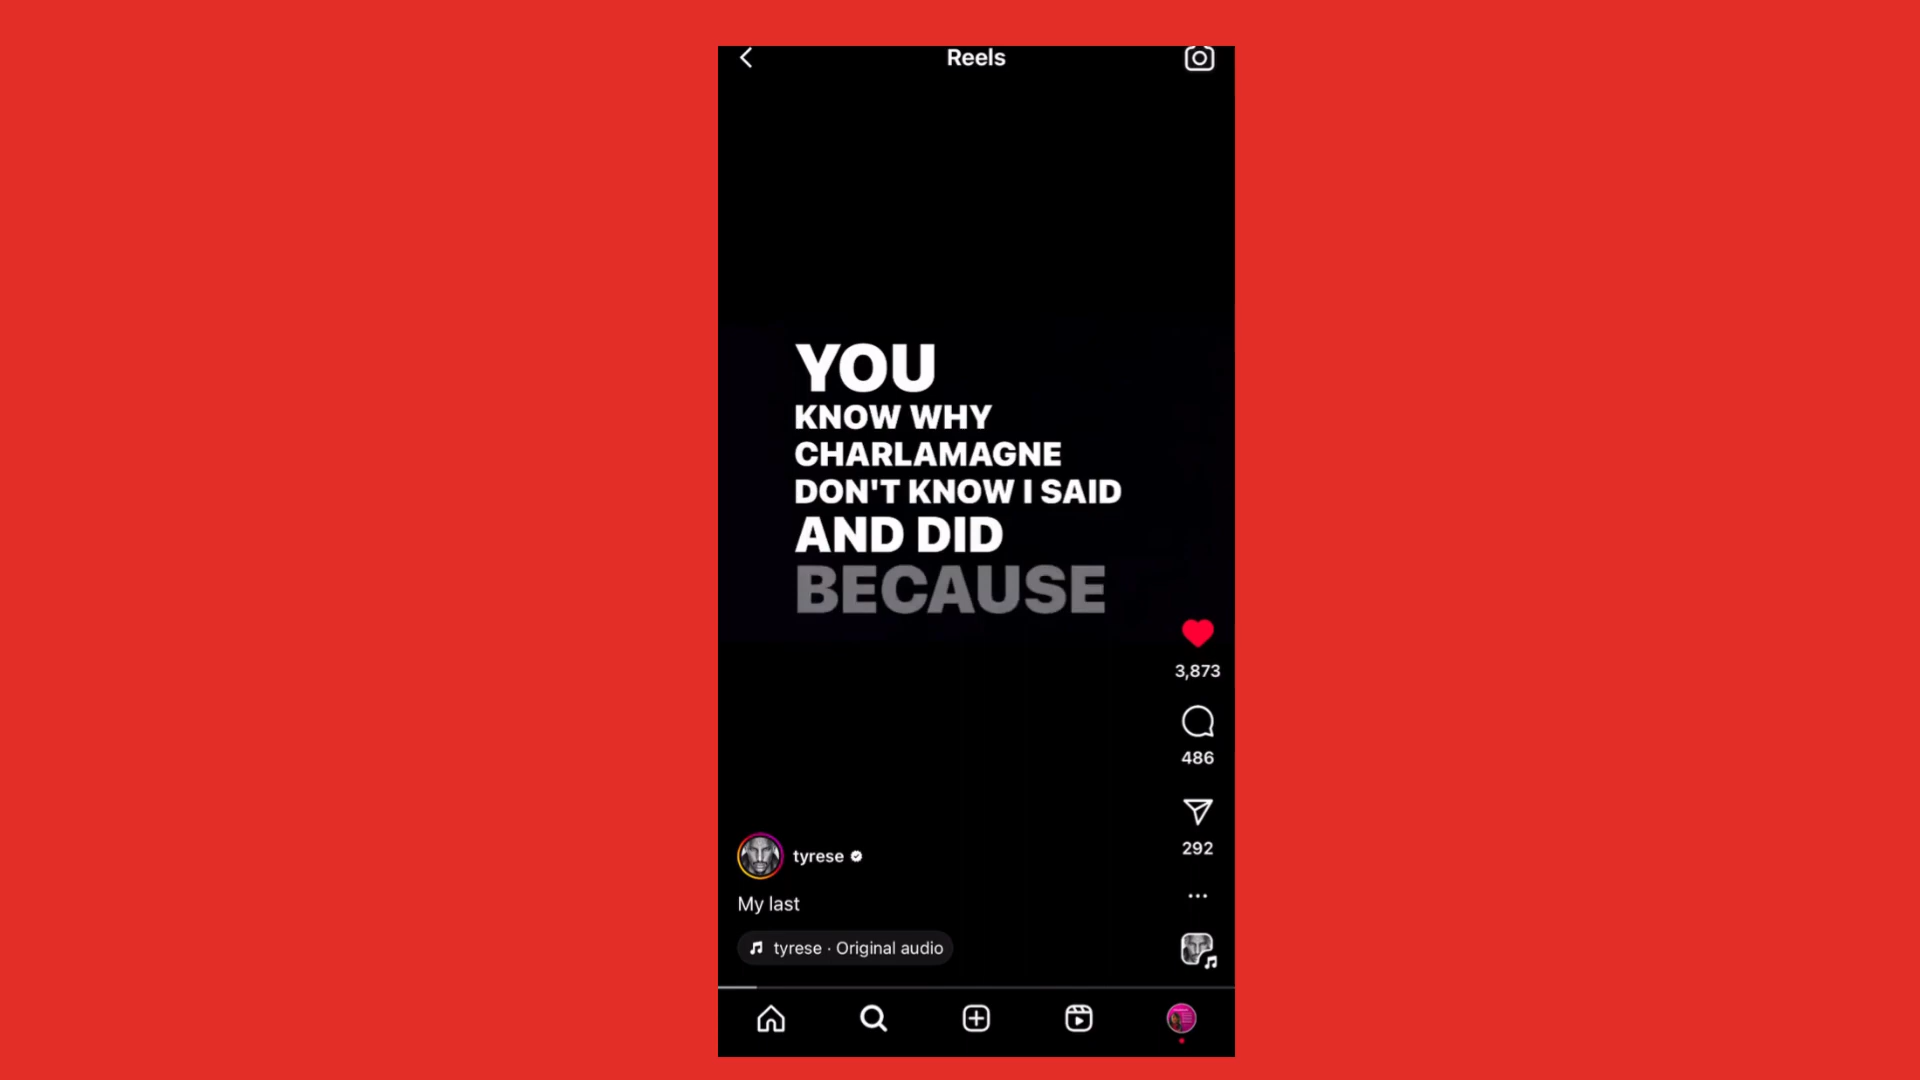 Reels
YOU
KNOW WHY
CHARLAMAGNE
DON'T KNOW I SAID
AND DID
BECAUSE
3,873
486
292
tyrese
My last
tyrese · Original audio